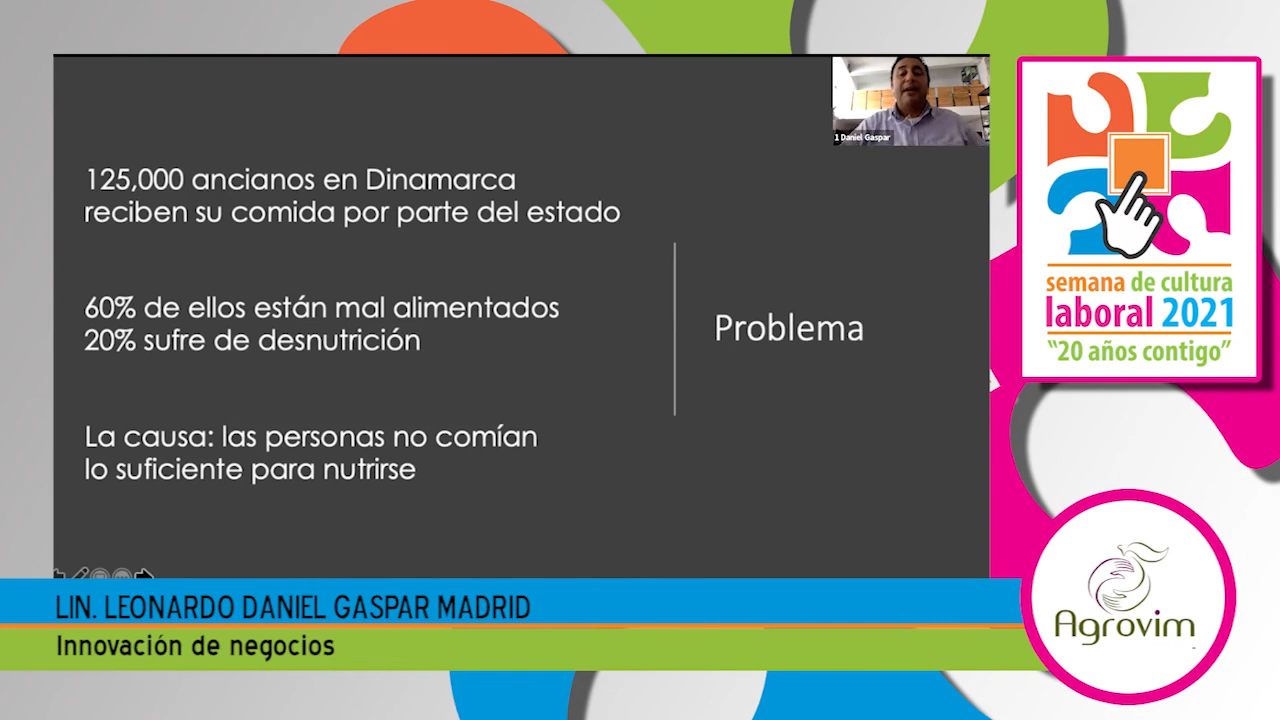 125,000 ancianos en Dinamarca
reciben su comida por parte del estado
60% de ellos están mal alimentados
20% sufre de desnutrición
La causa: las personas no comían
lo suficiente para nutrirse
Problema
1 Daniel Gaspar
semana de cultura
laboral 2021
“20 años contigo”
LIN. LEONARDO DANIEL GASPAR MADRID
Innovación de negocios
Agrovim